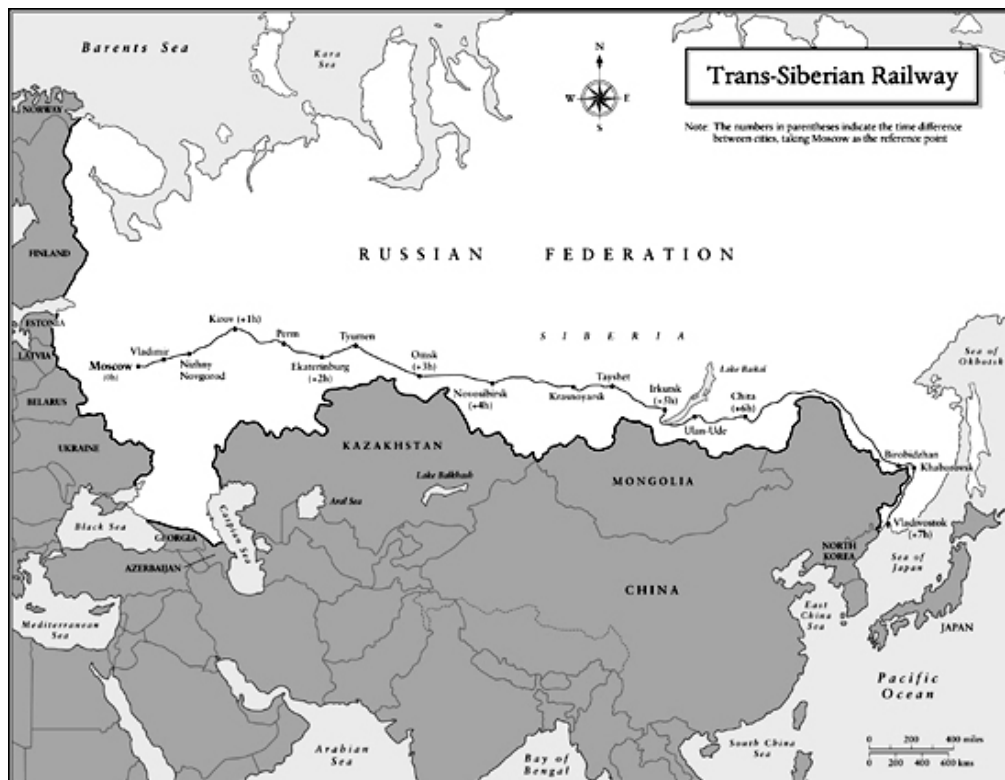 Barents Sea
Kara
Sea
N
W
E
S
Trans-Siberian Railway
Note: The numbers in parentheses indicate the time difference
between cities, taking Moscow as the reference point
NORWAY
FINLAND
RUSSIAN FEDERATION
SIBERIA
Sea of
Okhotsk
ESTONIA
LATVIA
BELARUS
UKRAINE
Moscow
(0h)
Vladimir
Nizhny
Novgorod
Kirov (+1h)
Perm
Ekaterinburg
(+2h)
Tyumen
Omsk
(+3h)
Novosibirsk
(+4h)
Krasnoyarsk
Tayshet
Irkutsk
(+5h)
Lake Baikal
Ulan-Ude
Chita
(+6h)
Birobidzhan
Khabarovsk
Vladivostok
(+7h)
KAZAKHSTAN
Lake Balkhash
Aral Sea
MONGOLIA
Black Sea
Caspian Sea
GEORGIA
AZERBAIJAN
NORTH
KOREA
Sea of
Japan
CHINA
East
China
Sea
JAPAN
Mediterranean
Sea
Pacific
Ocean
Arabian
Sea
Bay of
Bengal
South China
Sea
0 200 400 miles
0 200 400 600 kms